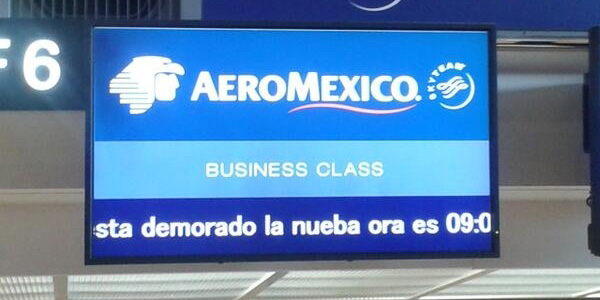 F6
AEROMEXICO.
SKYTEAM
BUSINESS CLASS
sta demorado la nueba ora es 09:0